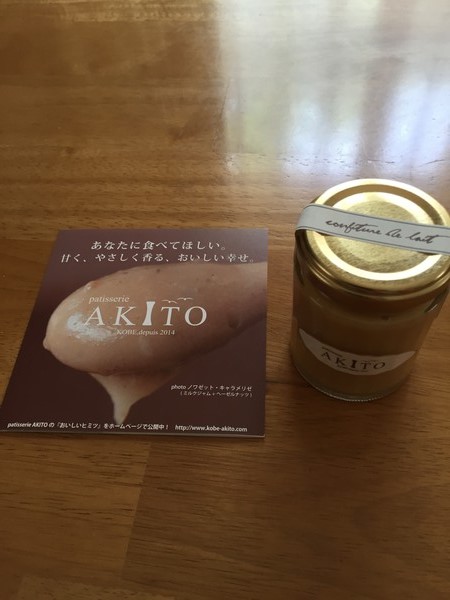 あなたに食べてほしい。
甘く、やさしく香る、おいしい幸せ。
patisserie
AKITO
KOBE, depuis 2014
photo ノワゼット・キャラメリゼ
(ミルクジャム+ヘーゼルナッツ)
patisserie AKITO の「おいしいヒミツ」をホームページで公開中! http://www.kobe-akito.com
confiture de lait
AKITO